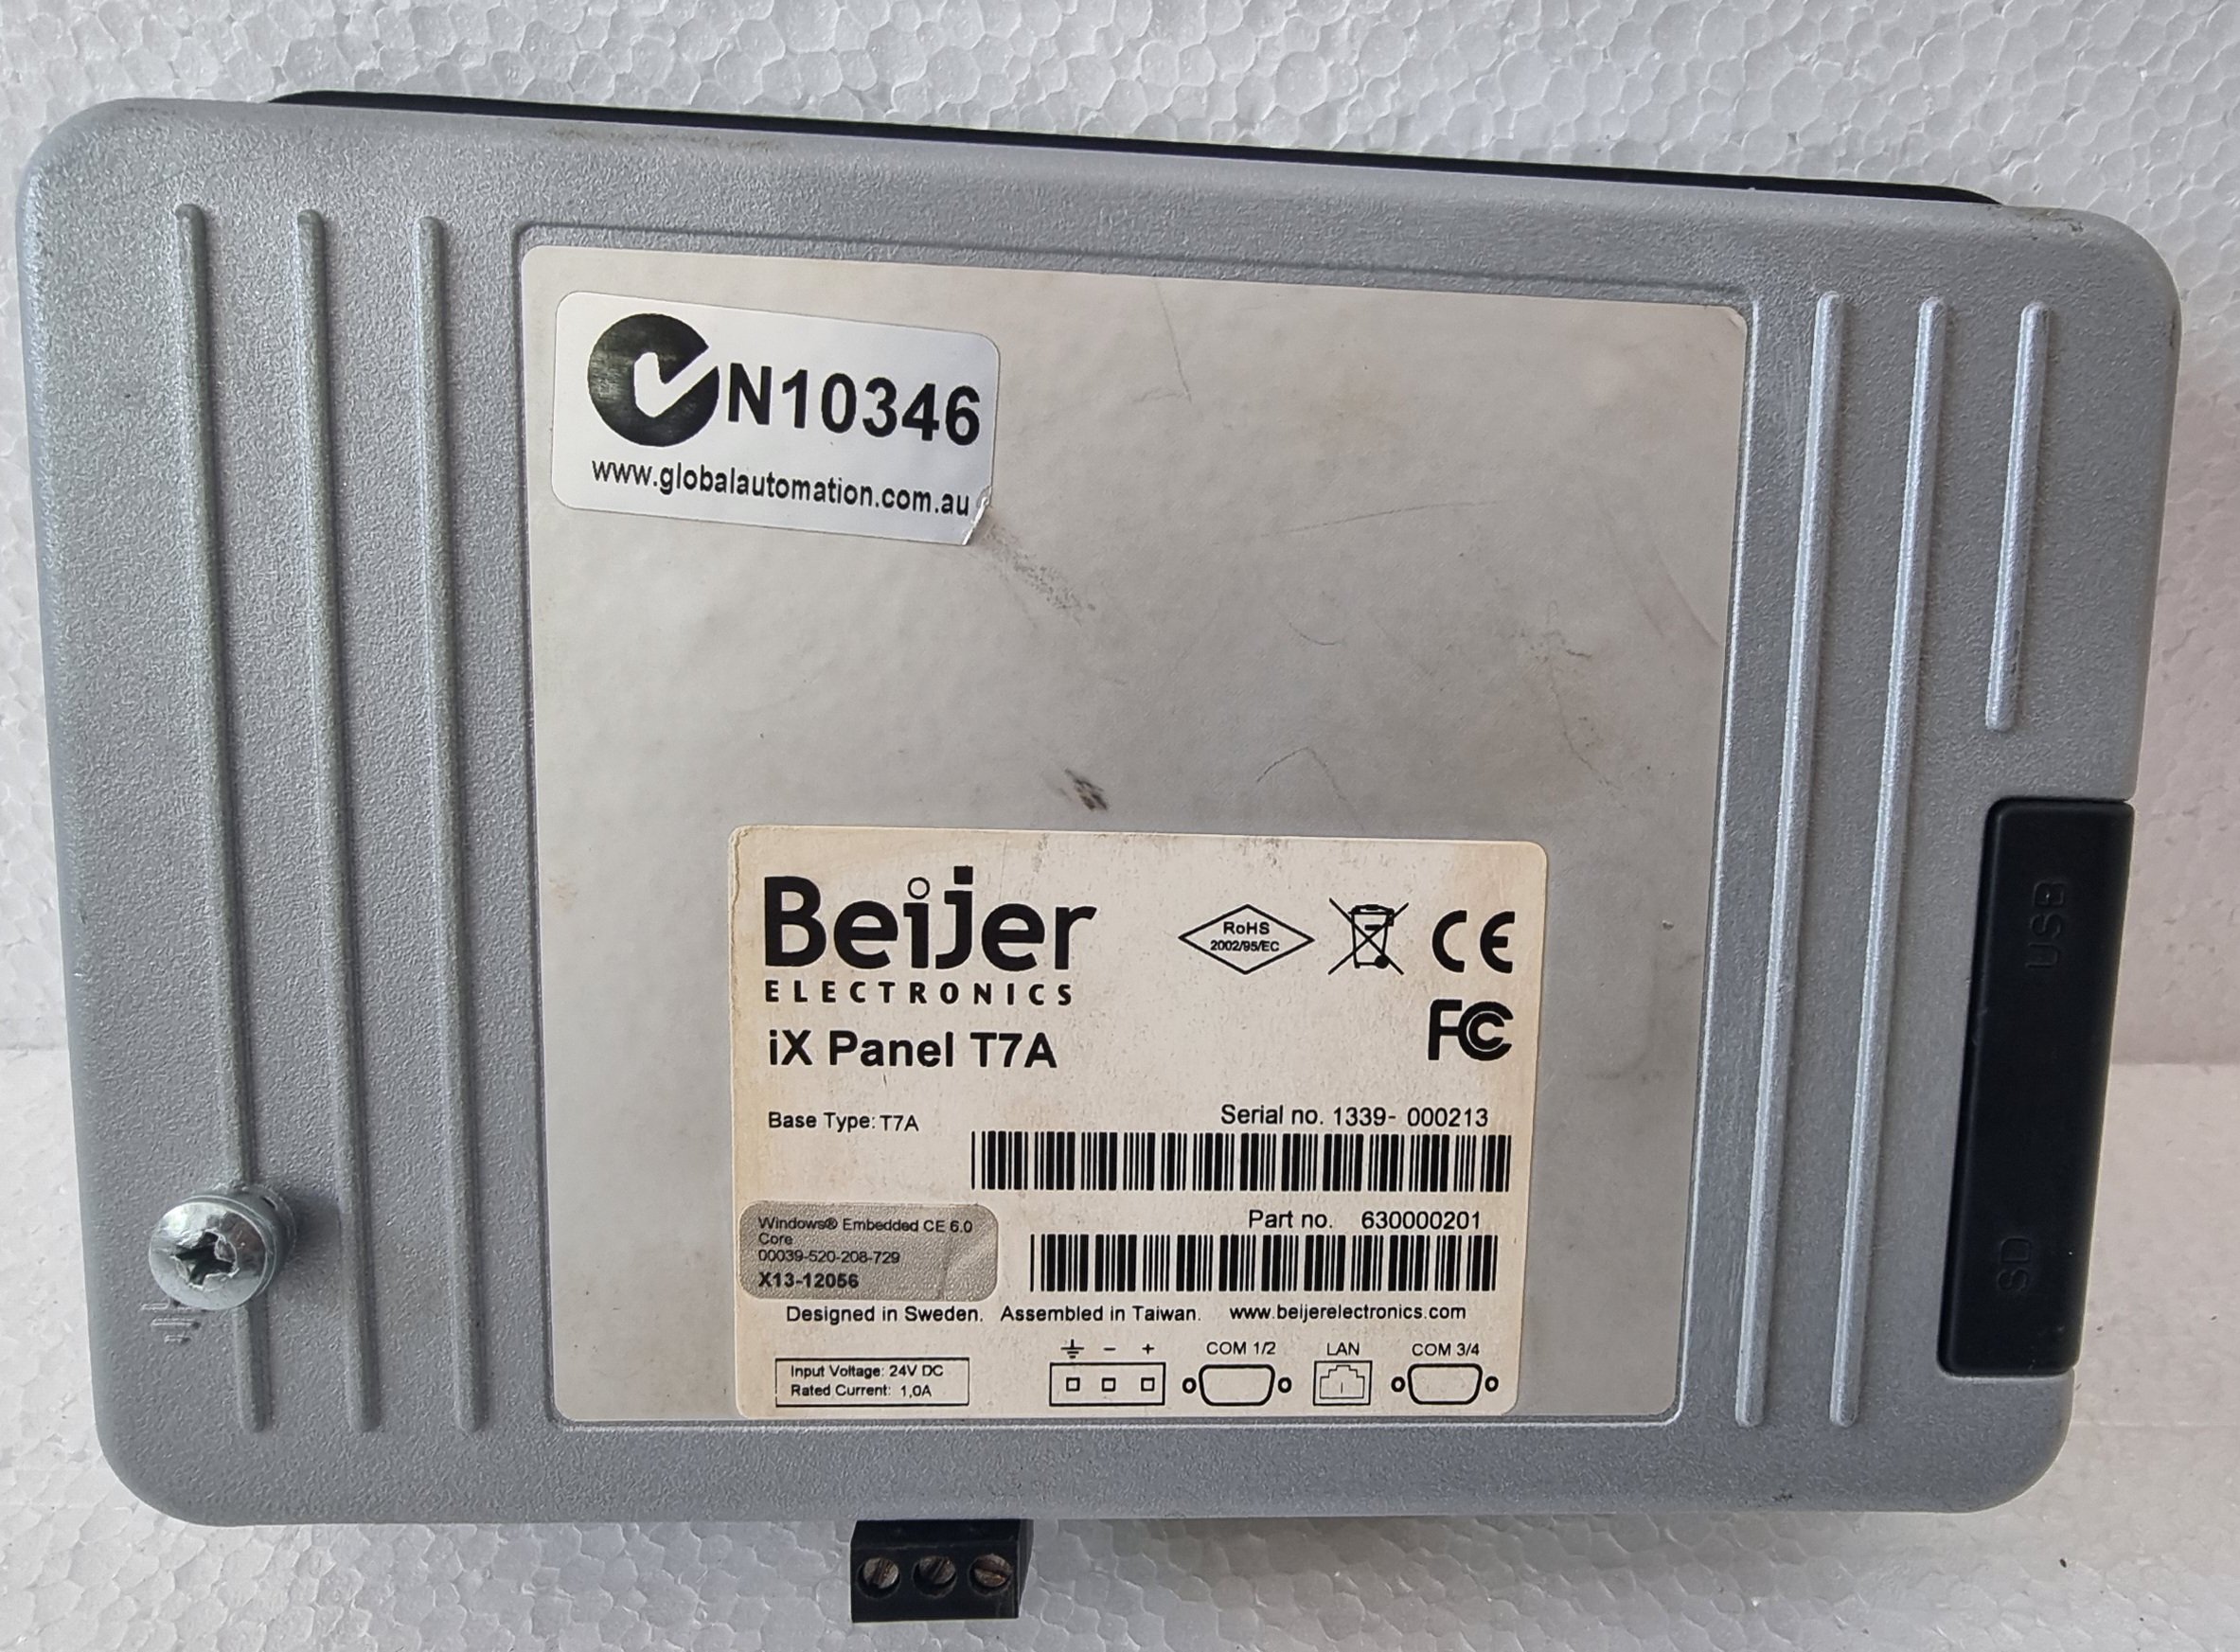 N10346
www.globalautomation.com.au
Beijer
ELECTRONICS
RoHS
2002/95/EC
CE
FC
iX Panel T7A
Base Type: T7A
Serial no. 1339- 000213
Windows® Embedded CE 6.0
Core
00039-520-208-729
X13-12056
Part no. 630000201
Designed in Sweden. Assembled in Taiwan. www.beijerelectronics.com
Input Voltage: 24V DC
Rated Current: 1,0A
- +
COM 1/2
LAN
COM 3/4
USB
SD